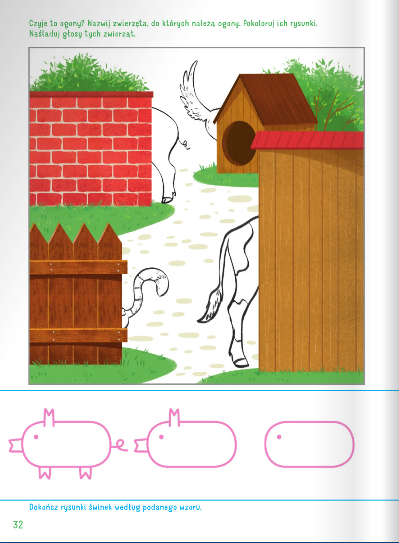 Czyje to ogony? Nazwij zwierzęta, do których należą ogony. Pokoloruj ich rysunki.
Naśladuj głosy tych zwierząt.
Dokończ rysunki świnek według podanego wzoru.
32